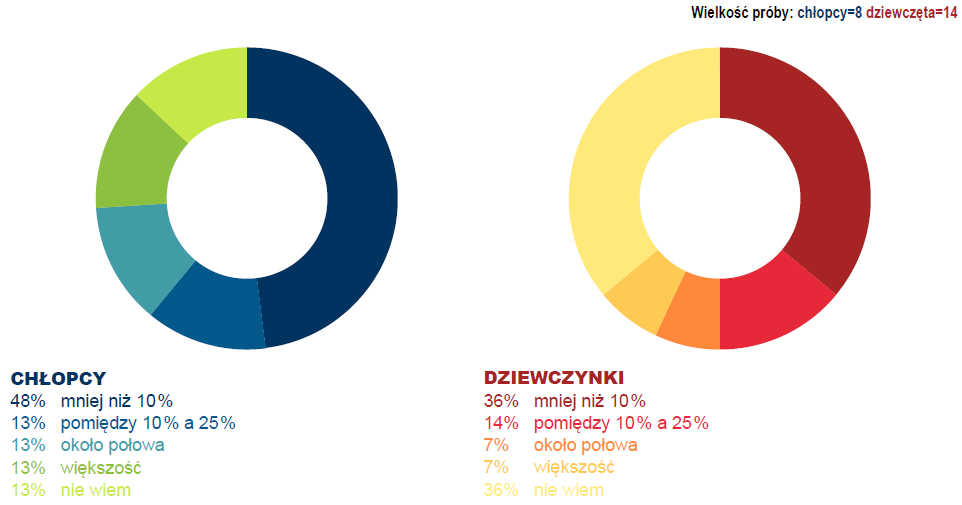 Wielkość próby: chłopcy=8 dziewczęta=14
CHŁOPCY
48% mniej niż 10%
13% pomiędzy 10% a 25%
13% około połowa
13% większość
13% nie wiem
DZIEWCZYNKI
36% mniej niż 10%
14% pomiędzy 10% a 25%
7% około połowa
7% większość
36% nie wiem